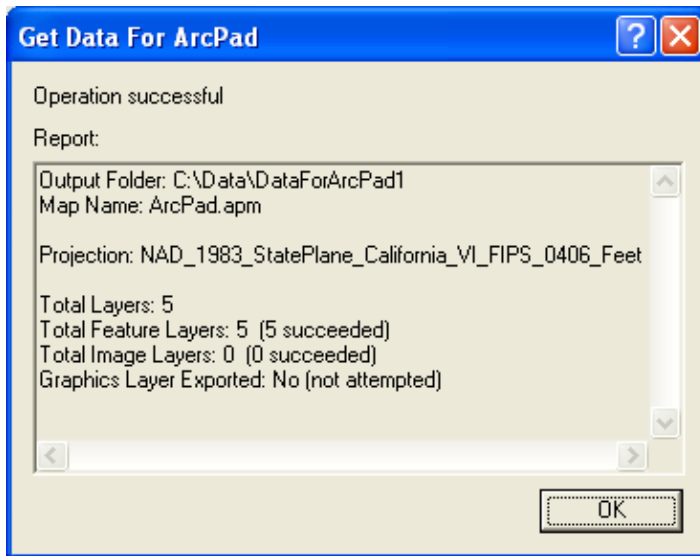 Get Data For ArcPad
Operation successful
Report:
Output Folder: C:\Data\DataForArcPad1
Map Name: ArcPad.apm
Projection: NAD_1983_StatePlane_California_VI_FIPS_0406_Feet
Total Layers: 5
Total Feature Layers: 5 (5 succeeded)
Total Image Layers: 0 (0 succeeded)
Graphics Layer Exported: No (not attempted)
OK